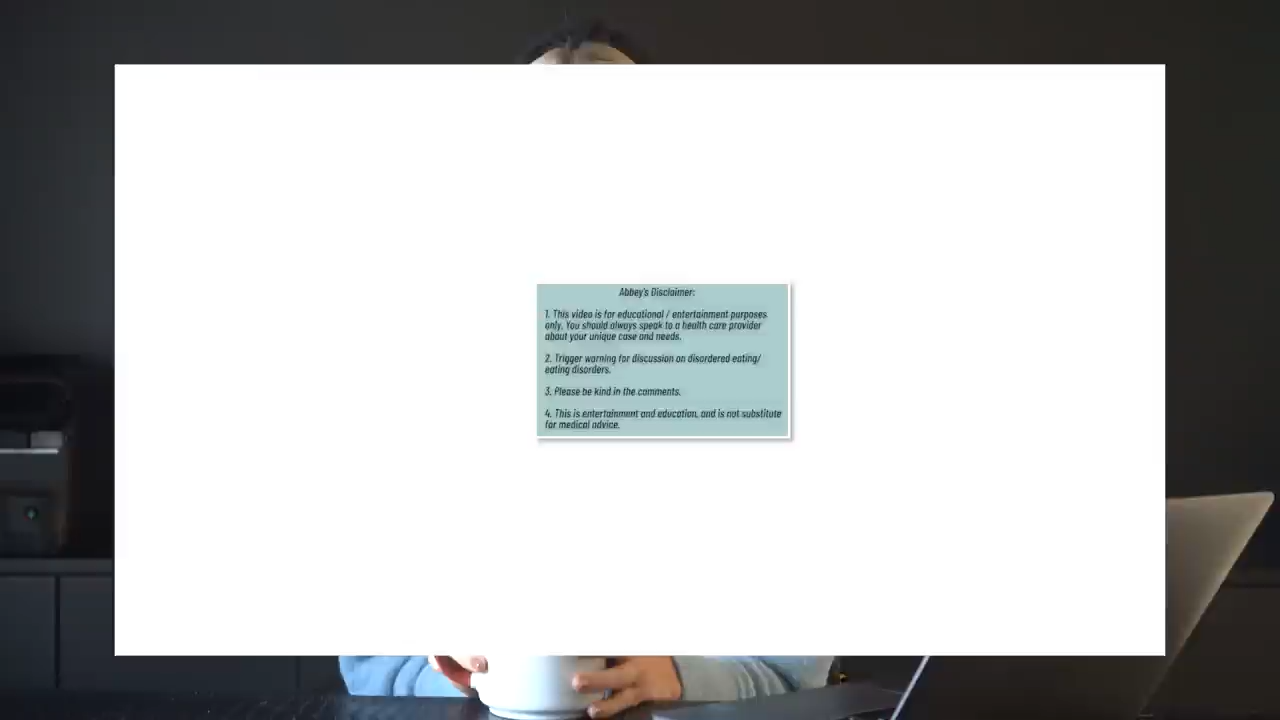 Abbey's Disclaimer:
1. This video is for educational / entertainment purposes
only. You should always speak to a health care provider
about your unique case and needs.
2. Trigger warning for discussion on disordered eating/
eating disorders.
3. Please be kind in the comments.
4. This is entertainment and education, and is not substitute
for medical advice.